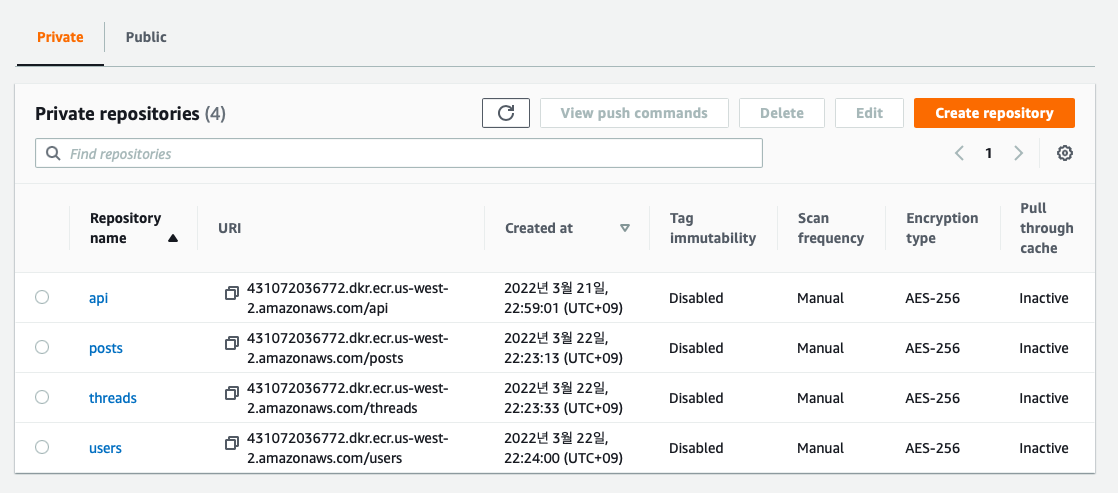 Private Public
Private repositories (4) View push commands Delete Edit Create repository
Find repositories 1
Repository name URI Created at Tag immutability Scan frequency Encryption type Pull through cache
api
431072036772.dkr.ecr.us-west-
2.amazonaws.com/api
2022년 3월 21일,
22:59:01 (UTC+09)
Disabled Manual AES-256 Inactive
posts
431072036772.dkr.ecr.us-west-
2.amazonaws.com/posts
2022년 3월 22일,
22:23:13 (UTC+09)
Disabled Manual AES-256 Inactive
threads
431072036772.dkr.ecr.us-west-
2.amazonaws.com/threads
2022년 3월 22일,
22:23:33 (UTC+09)
Disabled Manual AES-256 Inactive
users
431072036772.dkr.ecr.us-west-
2.amazonaws.com/users
2022년 3월 22일,
22:24:00 (UTC+09)
Disabled Manual AES-256 Inactive